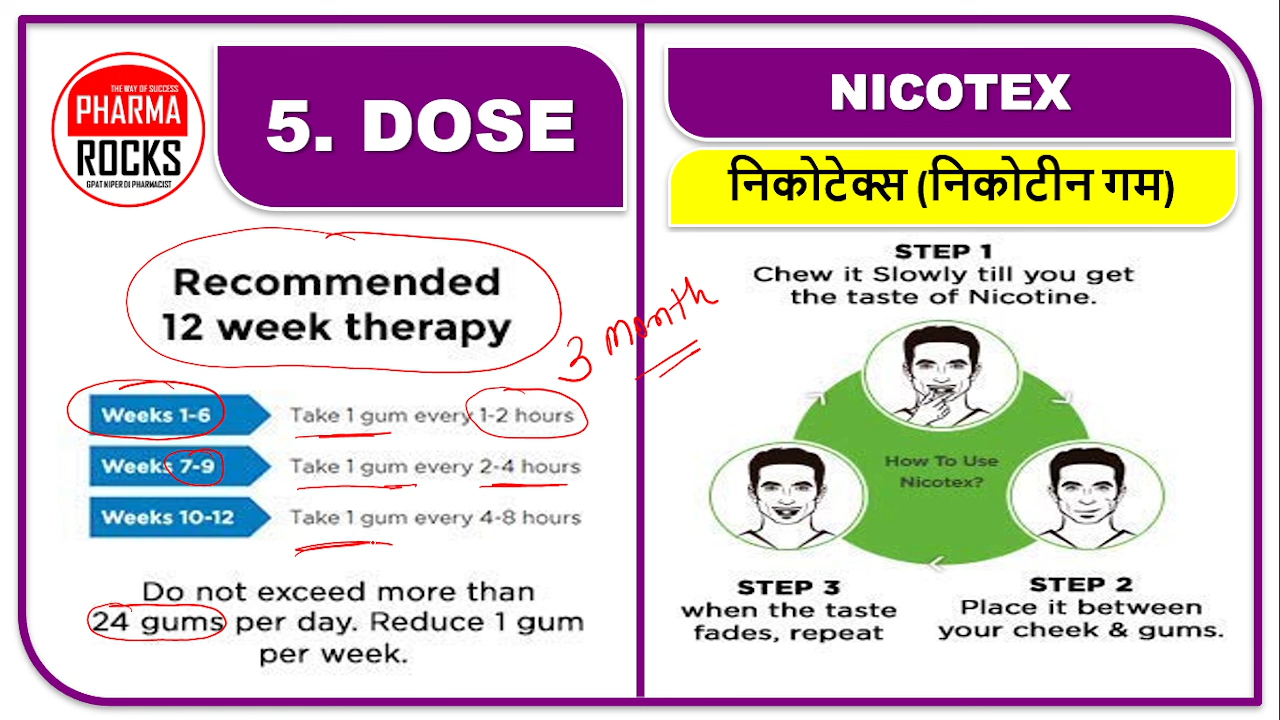 THE WAY OF SUCCESS
PHARMA
ROCKS
GPAT NIPER DI PHARMACIST
5. DOSE
Recommended
12 week therapy
3 month
Weeks 1-6 Take 1 gum every 1-2 hours
Weeks 7-9 Take 1 gum every 2-4 hours
Weeks 10-12 Take 1 gum every 4-8 hours
Do not exceed more than
24 gums per day. Reduce 1 gum
per week.
NICOTEX
निकोटेक्स (निकोटीन गम)
STEP 1
Chew it Slowly till you get
the taste of Nicotine.
How To Use
Nicotex?
STEP 3
when the taste
fades, repeat
STEP 2
Place it between
your cheek & gums.